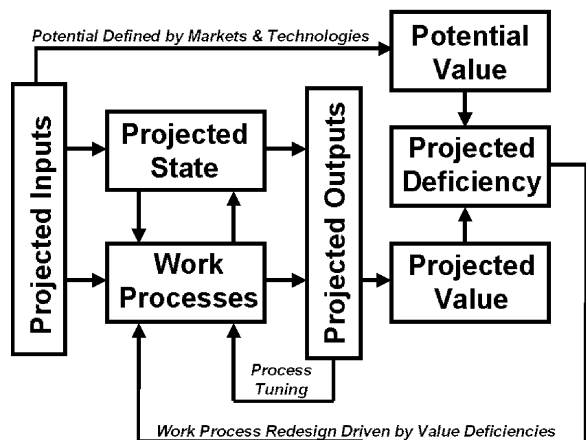 Potential Defined by Markets & Technologies
Potential
Value
Projected Inputs
Projected
State
Projected Outputs
Projected
Deficiency
Work
Processes
Projected
Value
Process
Tuning
Work Process Redesign Driven by Value Deficiencies